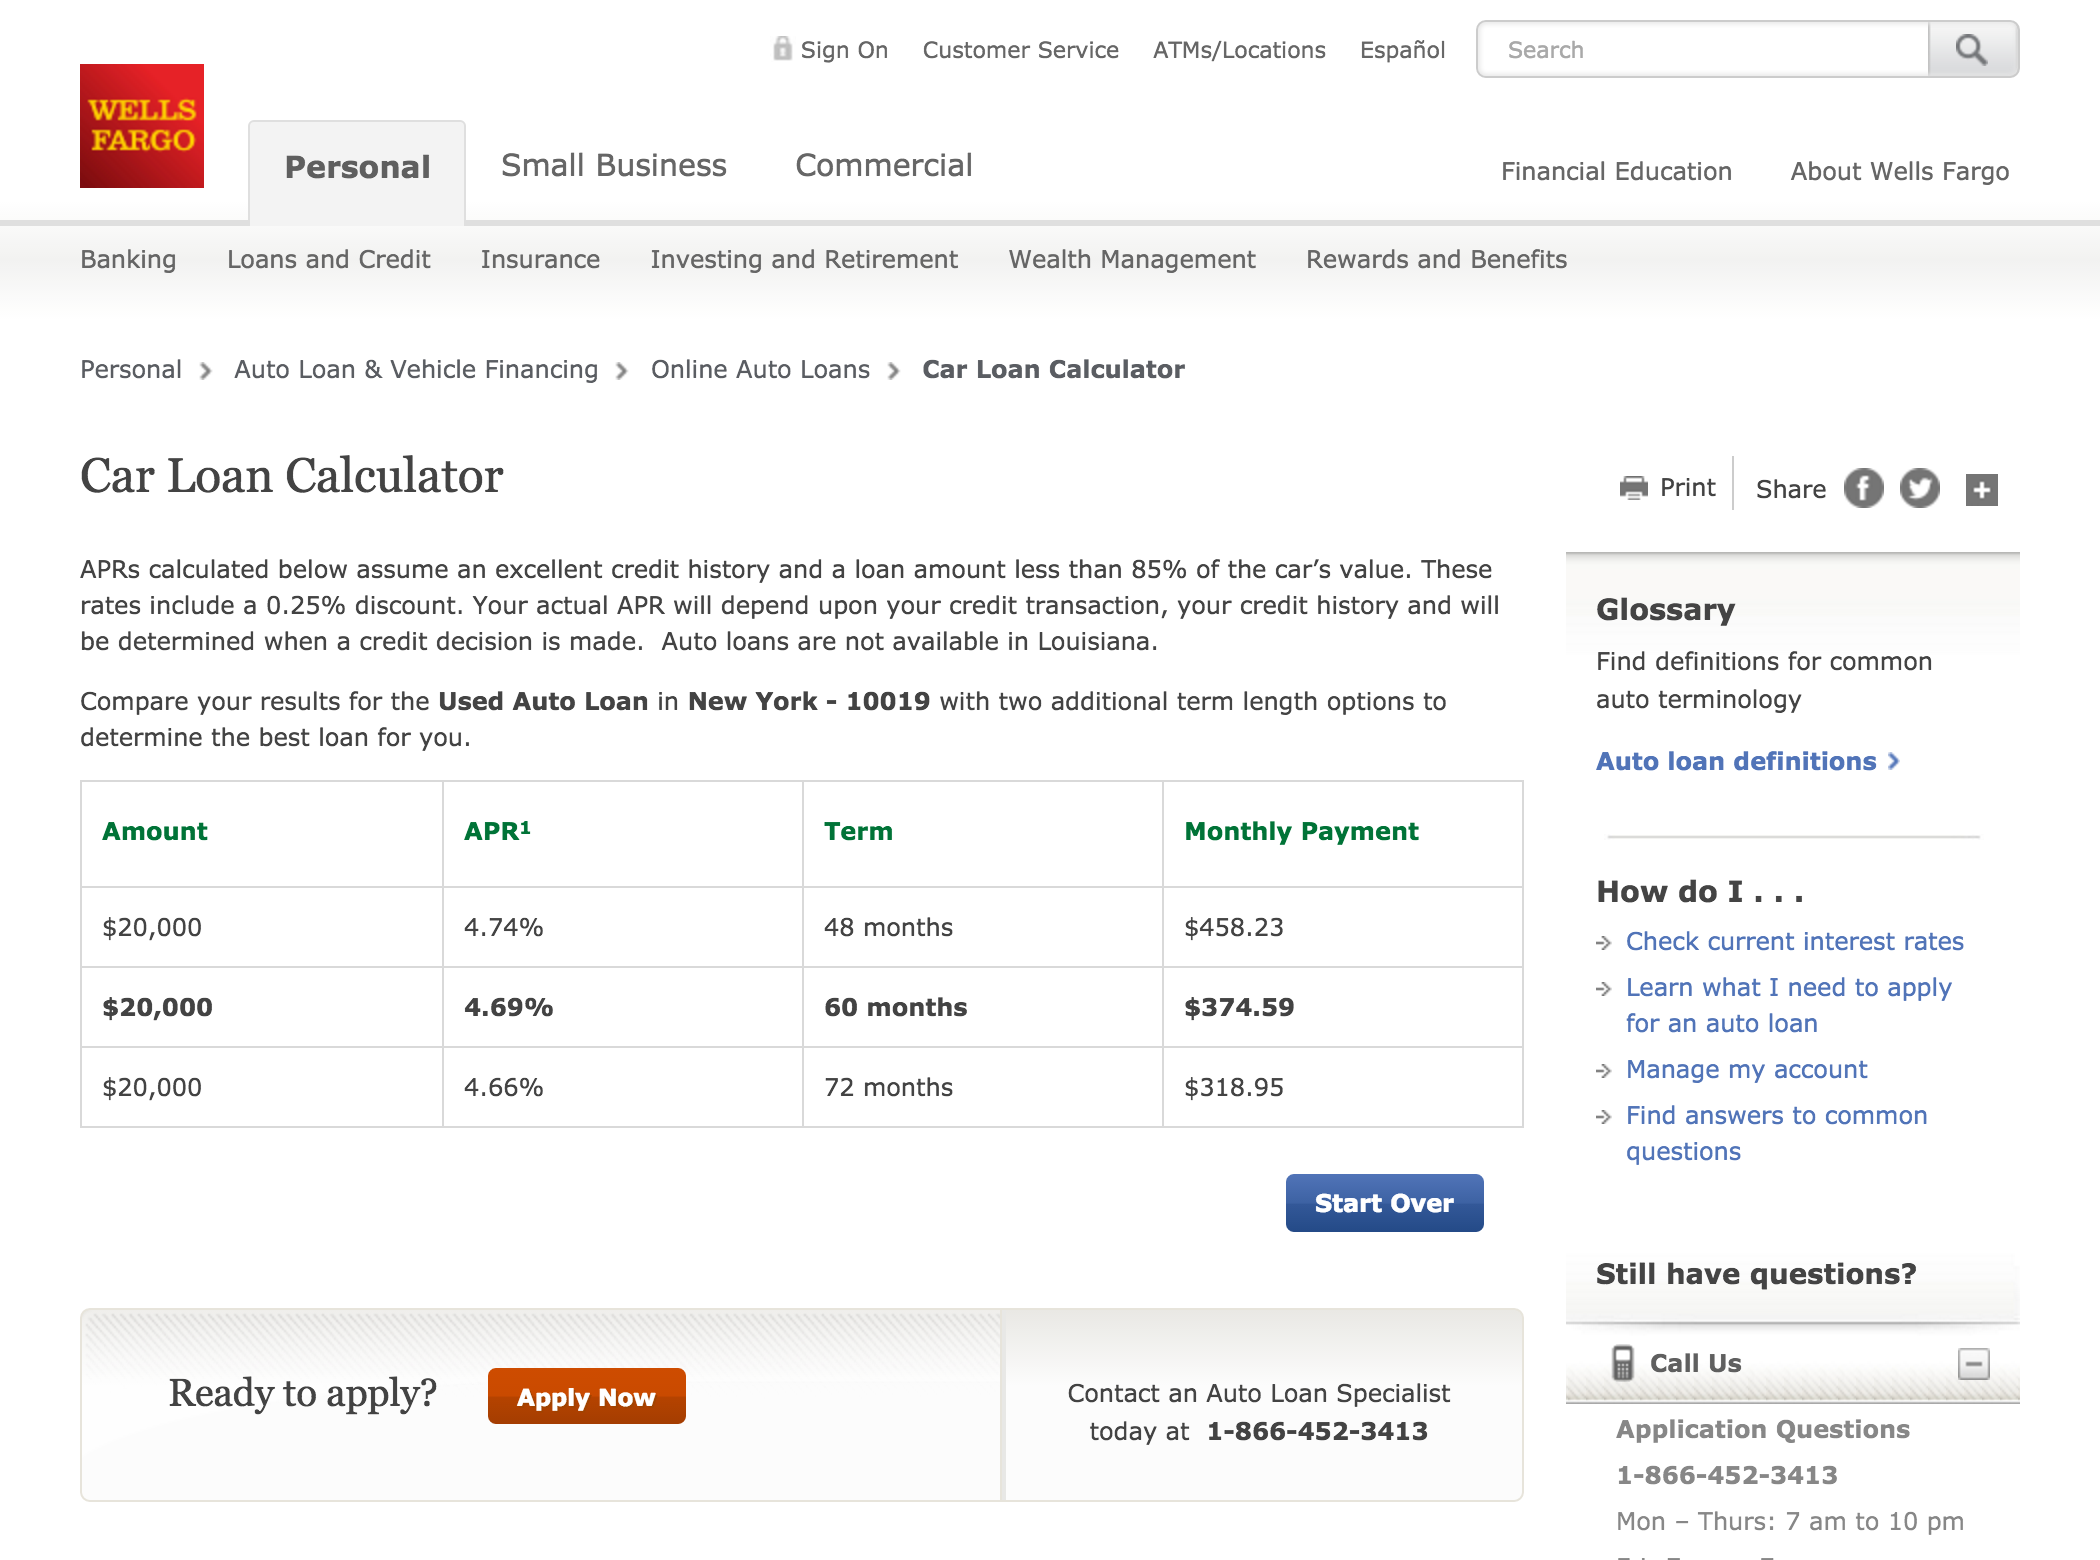 Sign On Customer Service ATMs/Locations Español Search
WELLS
FARGO
Personal Small Business Commercial Financial Education About Wells Fargo
Banking Loans and Credit Insurance Investing and Retirement Wealth Management Rewards and Benefits
Personal Auto Loan & Vehicle Financing Online Auto Loans Car Loan Calculator
Car Loan Calculator
Print Share
APRs calculated below assume an excellent credit history and a loan amount less than 85% of the car’s value. These
rates include a 0.25% discount. Your actual APR will depend upon your credit transaction, your credit history and will
be determined when a credit decision is made. Auto loans are not available in Louisiana.
Compare your results for the Used Auto Loan in New York - 10019 with two additional term length options to
determine the best loan for you.
Amount APR¹ Term Monthly Payment
$20,000 4.74% 48 months $458.23
$20,000 4.69% 60 months $374.59
$20,000 4.66% 72 months $318.95
Start Over
Ready to apply? Apply Now
Contact an Auto Loan Specialist
today at 1-866-452-3413
Glossary
Find definitions for common
auto terminology
Auto loan definitions
How do I . . .
Check current interest rates
Learn what I need to apply
for an auto loan
Manage my account
Find answers to common
questions
Still have questions?
Call Us
Application Questions
1-866-452-3413
Mon – Thurs: 7 am to 10 pm